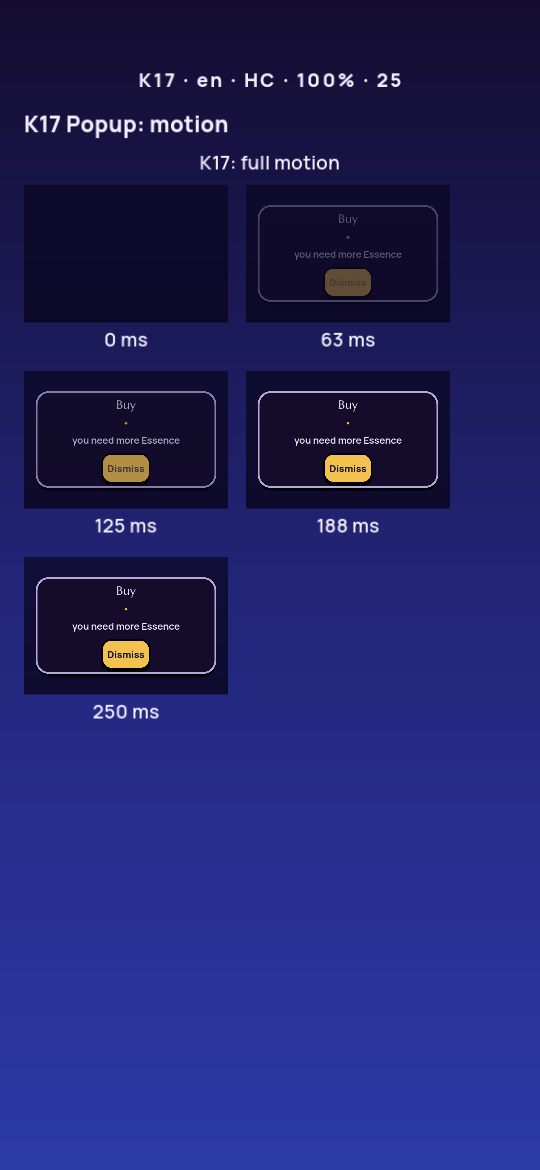 K17 · en · HC · 100% · 25
K17 Popup: motion
K17: full motion
0 ms
Buy
you need more Essence
Dismiss
63 ms
Buy
you need more Essence
Dismiss
125 ms
Buy
you need more Essence
Dismiss
188 ms
Buy
you need more Essence
Dismiss
250 ms